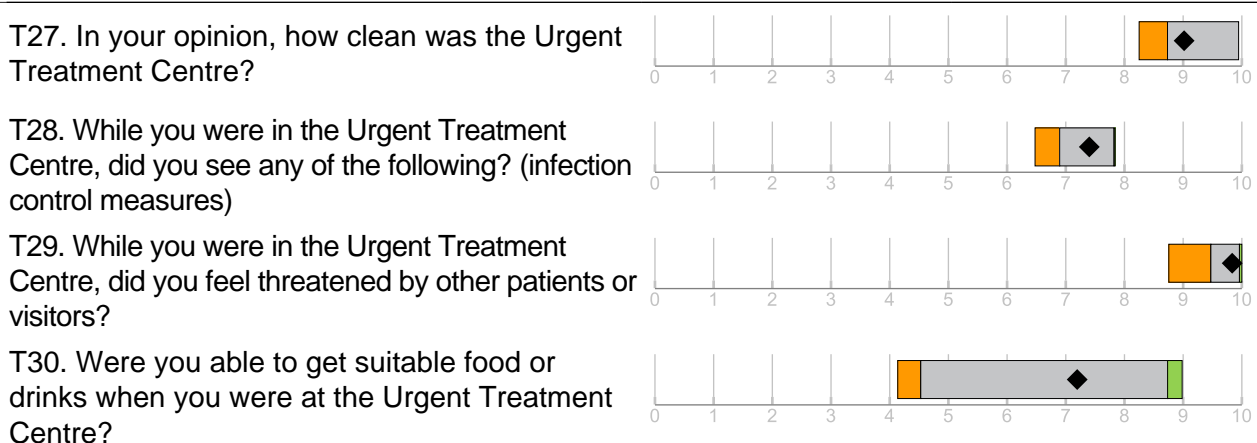 T27. In your opinion, how clean was the Urgent
Treatment Centre?
0 1 2 3 4 5 6 7 8 9 10
T28. While you were in the Urgent Treatment
Centre, did you see any of the following? (infection
control measures)
0 1 2 3 4 5 6 7 8 9 10
T29. While you were in the Urgent Treatment
Centre, did you feel threatened by other patients or
visitors?
0 1 2 3 4 5 6 7 8 9 10
T30. Were you able to get suitable food or
drinks when you were at the Urgent Treatment
Centre?
0 1 2 3 4 5 6 7 8 9 10